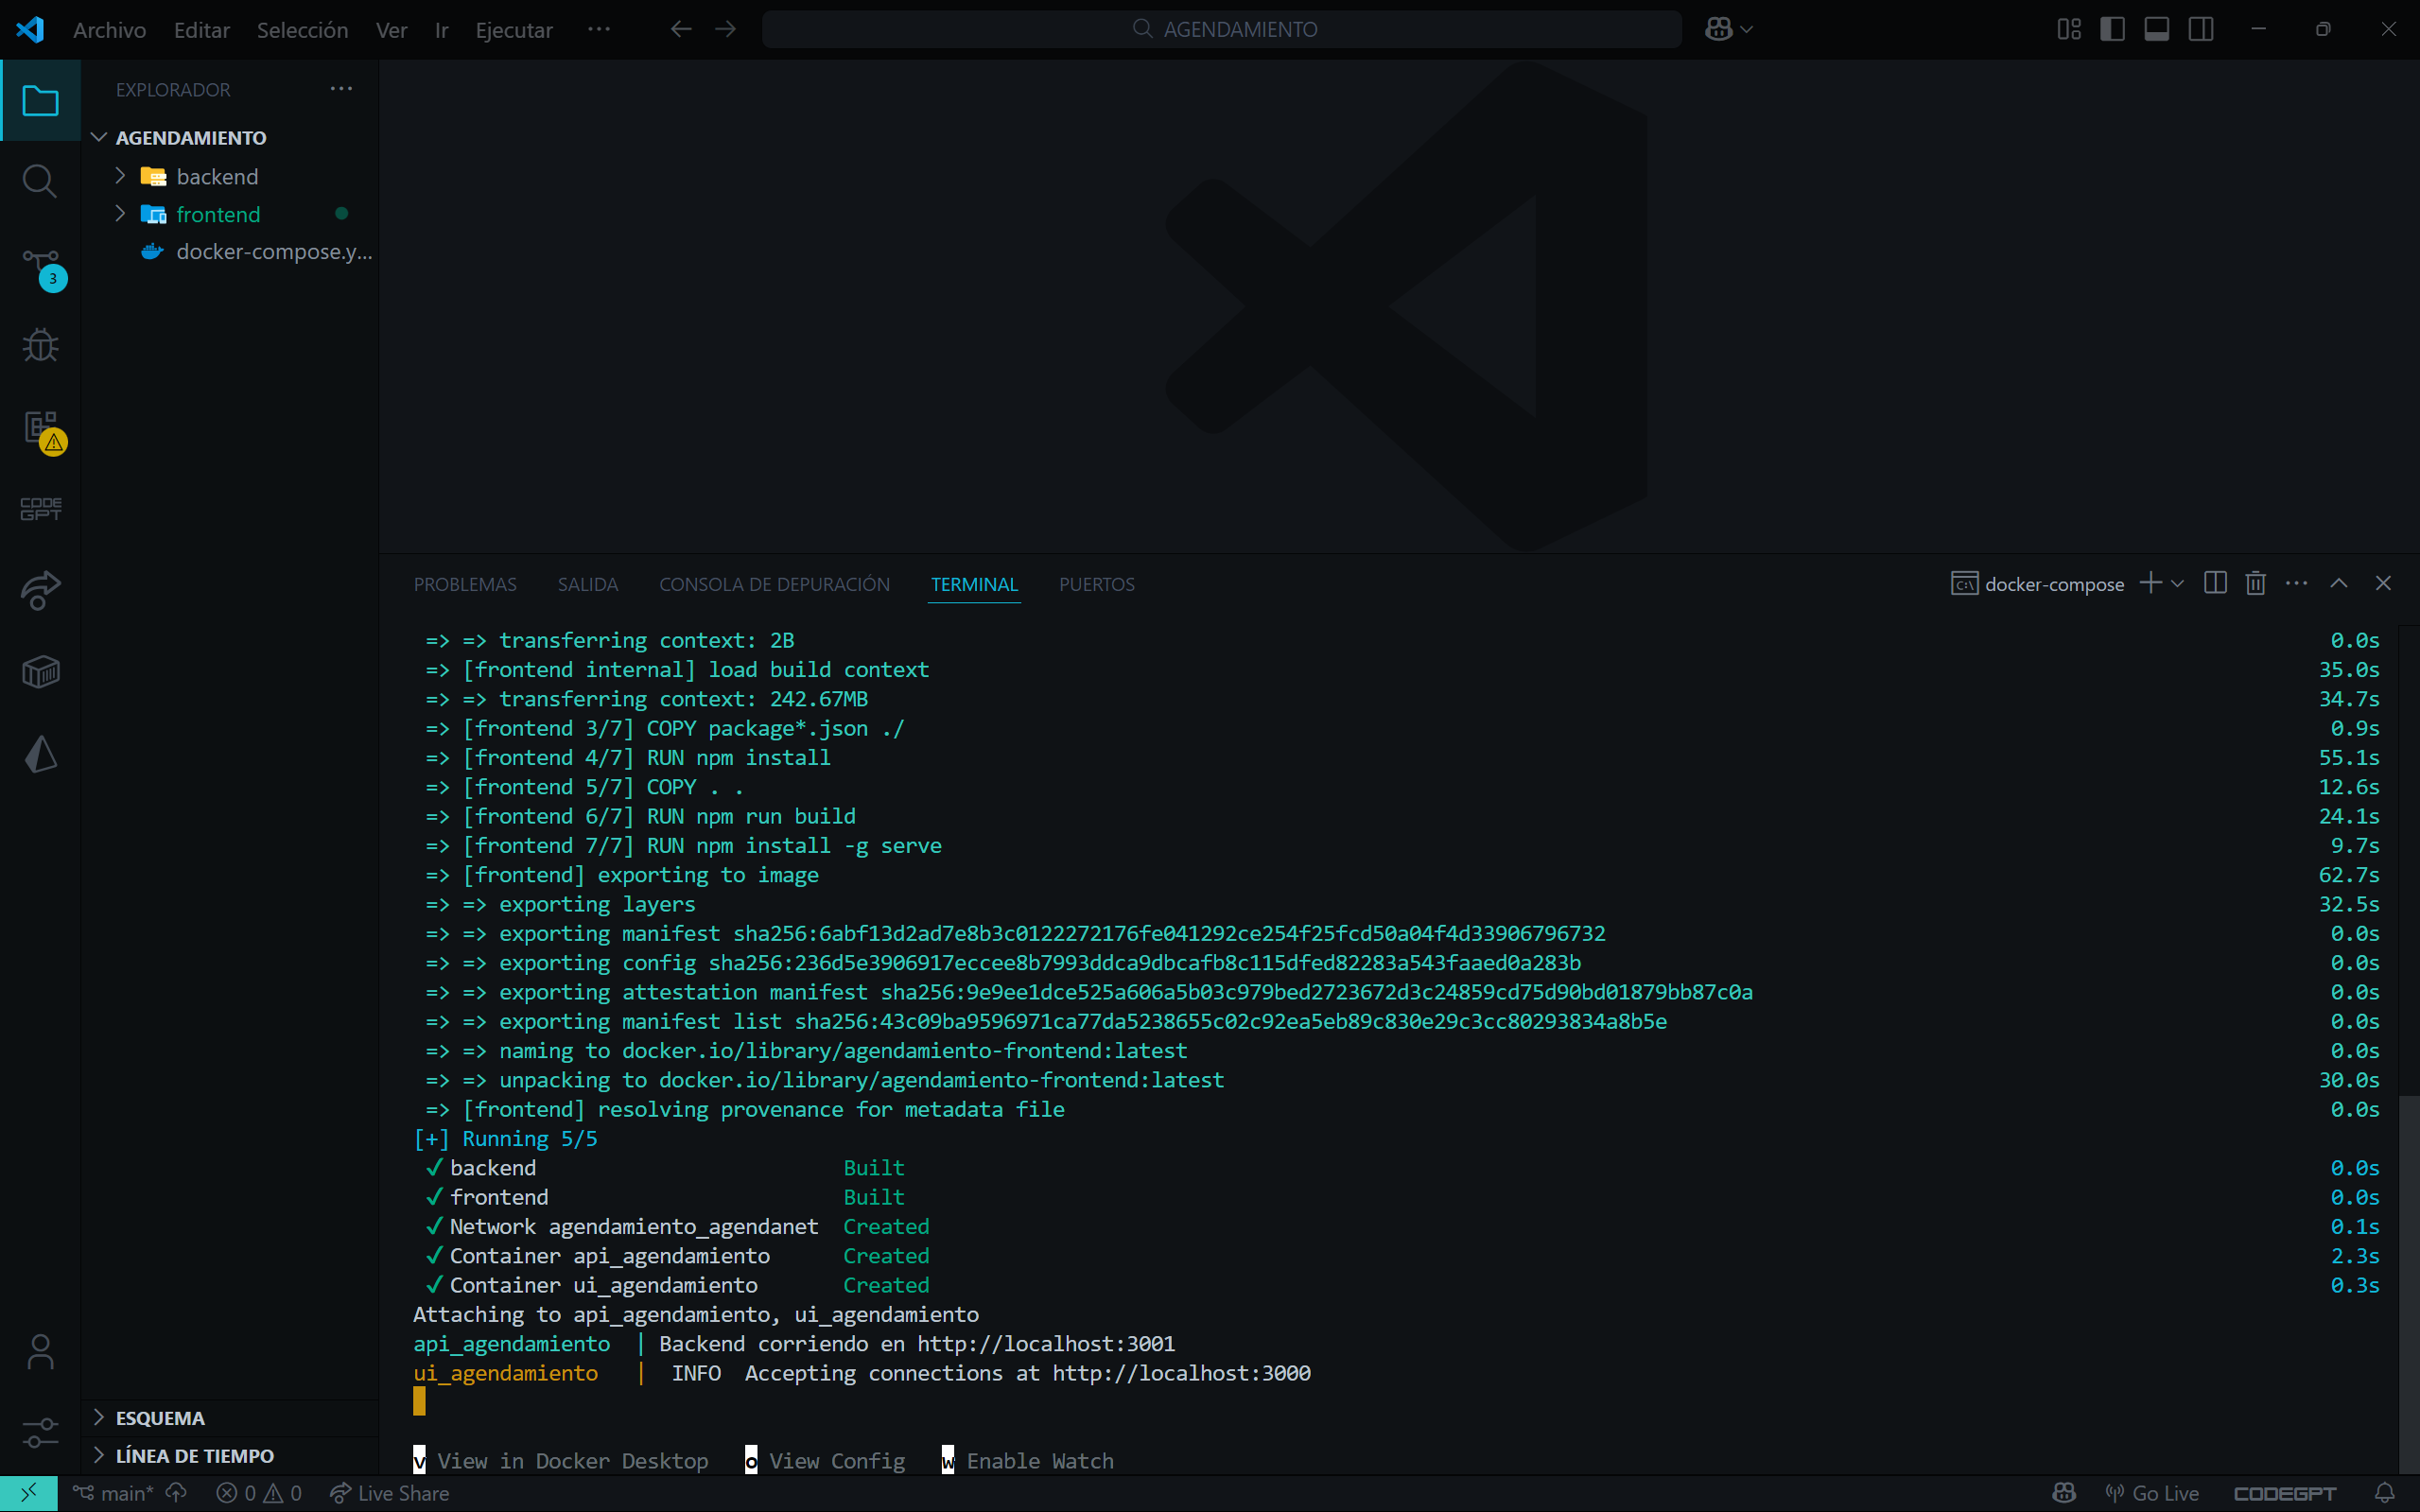 Archivo Editar Selección Ver Ir Ejecutar ··· AGENDAMIENTO
EXPLORADOR ···
AGENDAMIENTO
backend
frontend
docker-compose.y...
3
CODE
GPT
ESQUEMA
LÍNEA DE TIEMPO
PROBLEMAS SALIDA CONSOLA DE DEPURACIÓN TERMINAL PUERTOS docker-compose
=> => transferring context: 2B 0.0s
=> [frontend internal] load build context 35.0s
=> => transferring context: 242.67MB 34.7s
=> [frontend 3/7] COPY package*.json ./ 0.9s
=> [frontend 4/7] RUN npm install 55.1s
=> [frontend 5/7] COPY . . 12.6s
=> [frontend 6/7] RUN npm run build 24.1s
=> [frontend 7/7] RUN npm install -g serve 9.7s
=> [frontend] exporting to image 62.7s
=> => exporting layers 32.5s
=> => exporting manifest sha256:6abf13d2ad7e8b3c0122272176fe041292ce254f25fcd50a04f4d33906796732 0.0s
=> => exporting config sha256:236d5e3906917eccee8b7993ddca9dbcafb8c115dfed82283a543faaed0a283b 0.0s
=> => exporting attestation manifest sha256:9e9ee1dce525a606a5b03c979bed2723672d3c24859cd75d90bd01879bb87c0a 0.0s
=> => exporting manifest list sha256:43c09ba9596971ca77da5238655c02c92ea5eb89c830e29c3cc80293834a8b5e 0.0s
=> => naming to docker.io/library/agendamiento-frontend:latest 0.0s
=> => unpacking to docker.io/library/agendamiento-frontend:latest 30.0s
=> [frontend] resolving provenance for metadata file 0.0s
[+] Running 5/5
✔ backend Built 0.0s
✔ frontend Built 0.0s
✔ Network agendamiento_agendanet Created 0.1s
✔ Container api_agendamiento Created 2.3s
✔ Container ui_agendamiento Created 0.3s
Attaching to api_agendamiento, ui_agendamiento
api_agendamiento | Backend corriendo en http://localhost:3001
ui_agendamiento | INFO Accepting connections at http://localhost:3000
v View in Docker Desktop o View Config w Enable Watch
main* 0 0 Live Share Go Live CODEGPT